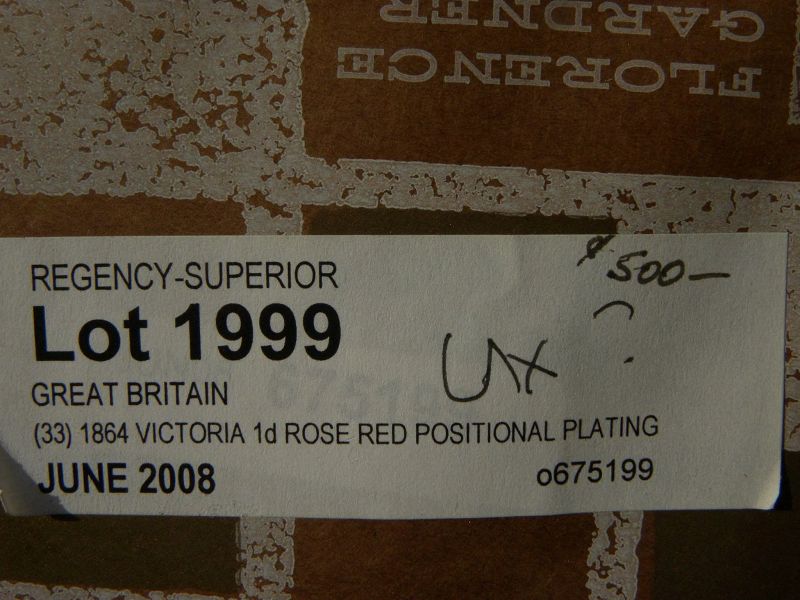 FLORENCE
GARDNER
REGENCY-SUPERIOR
$500—
Lot 1999
?
GREAT BRITAIN
(33) 1864 VICTORIA 1d ROSE RED POSITIONAL PLATING
JUNE 2008
o675199